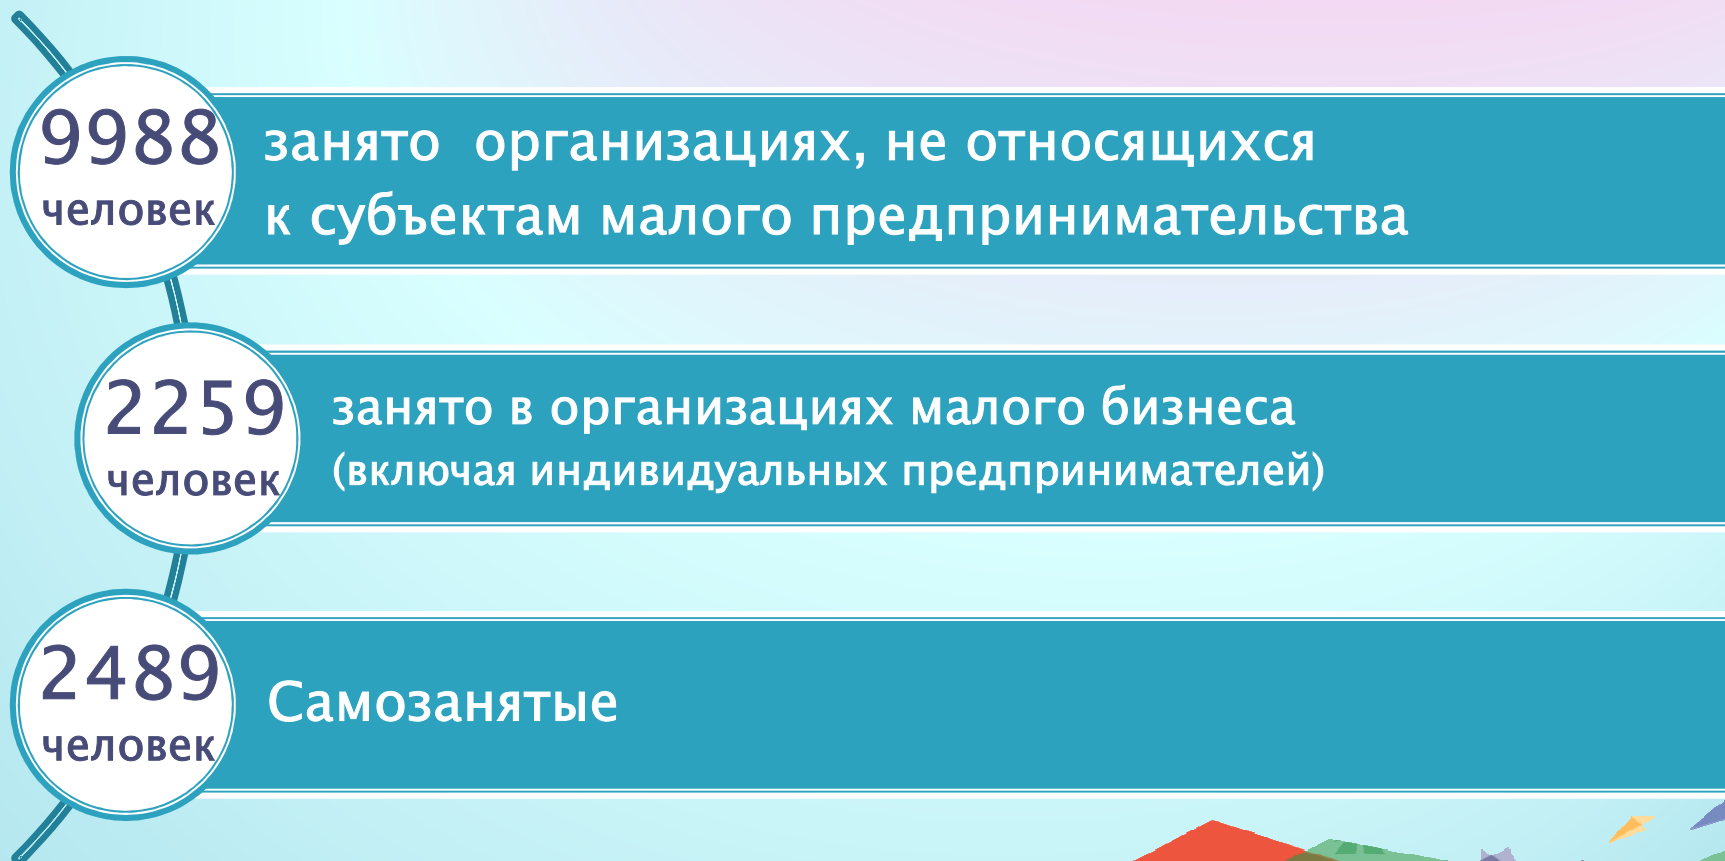 9988
человек
занято организациях, не относящихся
к субъектам малого предпринимательства
2259
человек
занято в организациях малого бизнеса
(включая индивидуальных предпринимателей)
2489
человек
Самозанятые